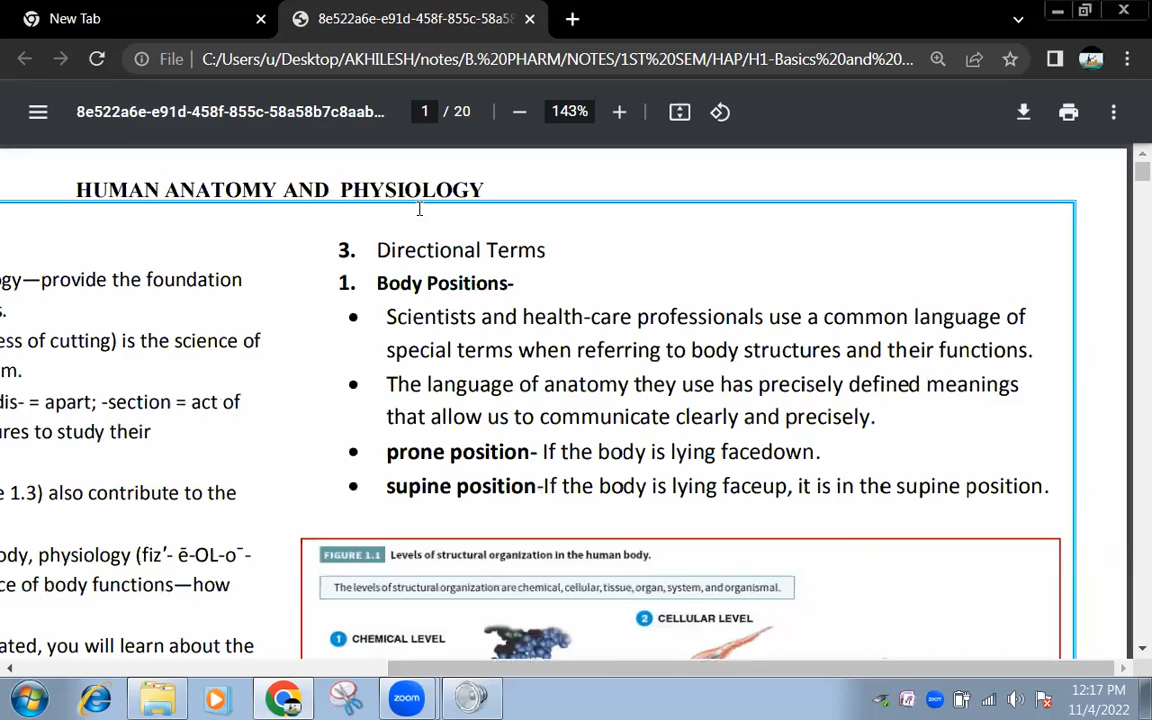 New Tab
8e522a6e-e91d-458f-855c-58a5
File
C:/Users/u/Desktop/AKHILESH/notes/B.%20PHARM/NOTES/1ST%20SEM/HAP/H1-Basics%20and%20...
8e522a6e-e91d-458f-855c-58a58b7c8aab...
1 / 20
143%
HUMAN ANATOMY AND PHYSIOLOGY
gy—provide the foundation
s.
ess of cutting) is the science of
m.
dis- = apart; -section = act of
ures to study their
e 1.3) also contribute to the
ody, physiology (fiz′- ē-OL-o¯-
ce of body functions—how
ated, you will learn about the
3. Directional Terms
1. Body Positions-
• Scientists and health-care professionals use a common language of
special terms when referring to body structures and their functions.
• The language of anatomy they use has precisely defined meanings
that allow us to communicate clearly and precisely.
• prone position- If the body is lying facedown.
• supine position-If the body is lying faceup, it is in the supine position.
FIGURE 1.1 Levels of structural organization in the human body.
The levels of structural organization are chemical, cellular, tissue, organ, system, and organismal.
1 CHEMICAL LEVEL
2 CELLULAR LEVEL
zoom
12:17 PM
11/4/2022